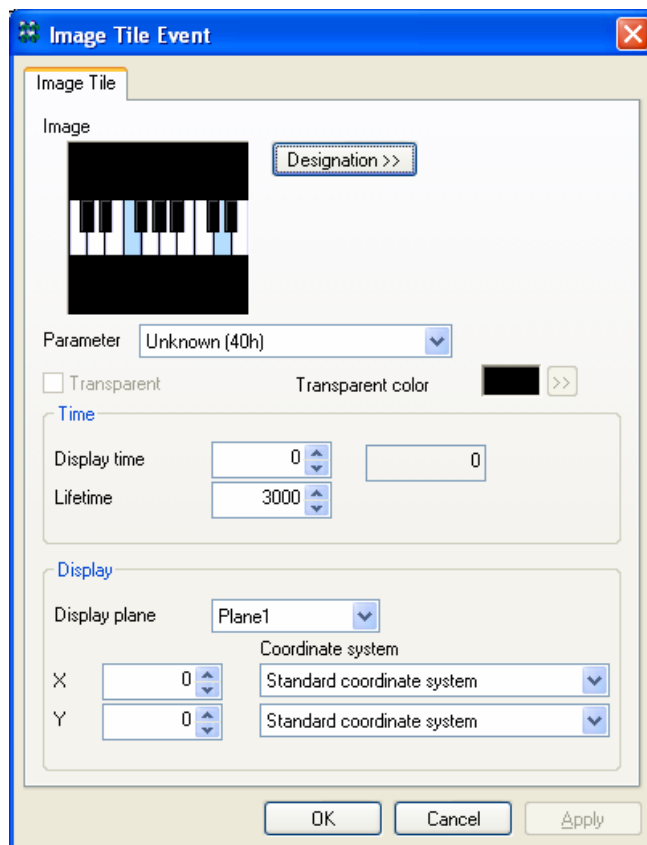 Image Tile Event
Image Tile
Image
Designation >>
Parameter Unknown (40h)
Transparent Transparent color >>
Time
Display time 0 0
Lifetime 3000
Display
Display plane Plane1
Coordinate system
X 0 Standard coordinate system
Y 0 Standard coordinate system
OK Cancel Apply